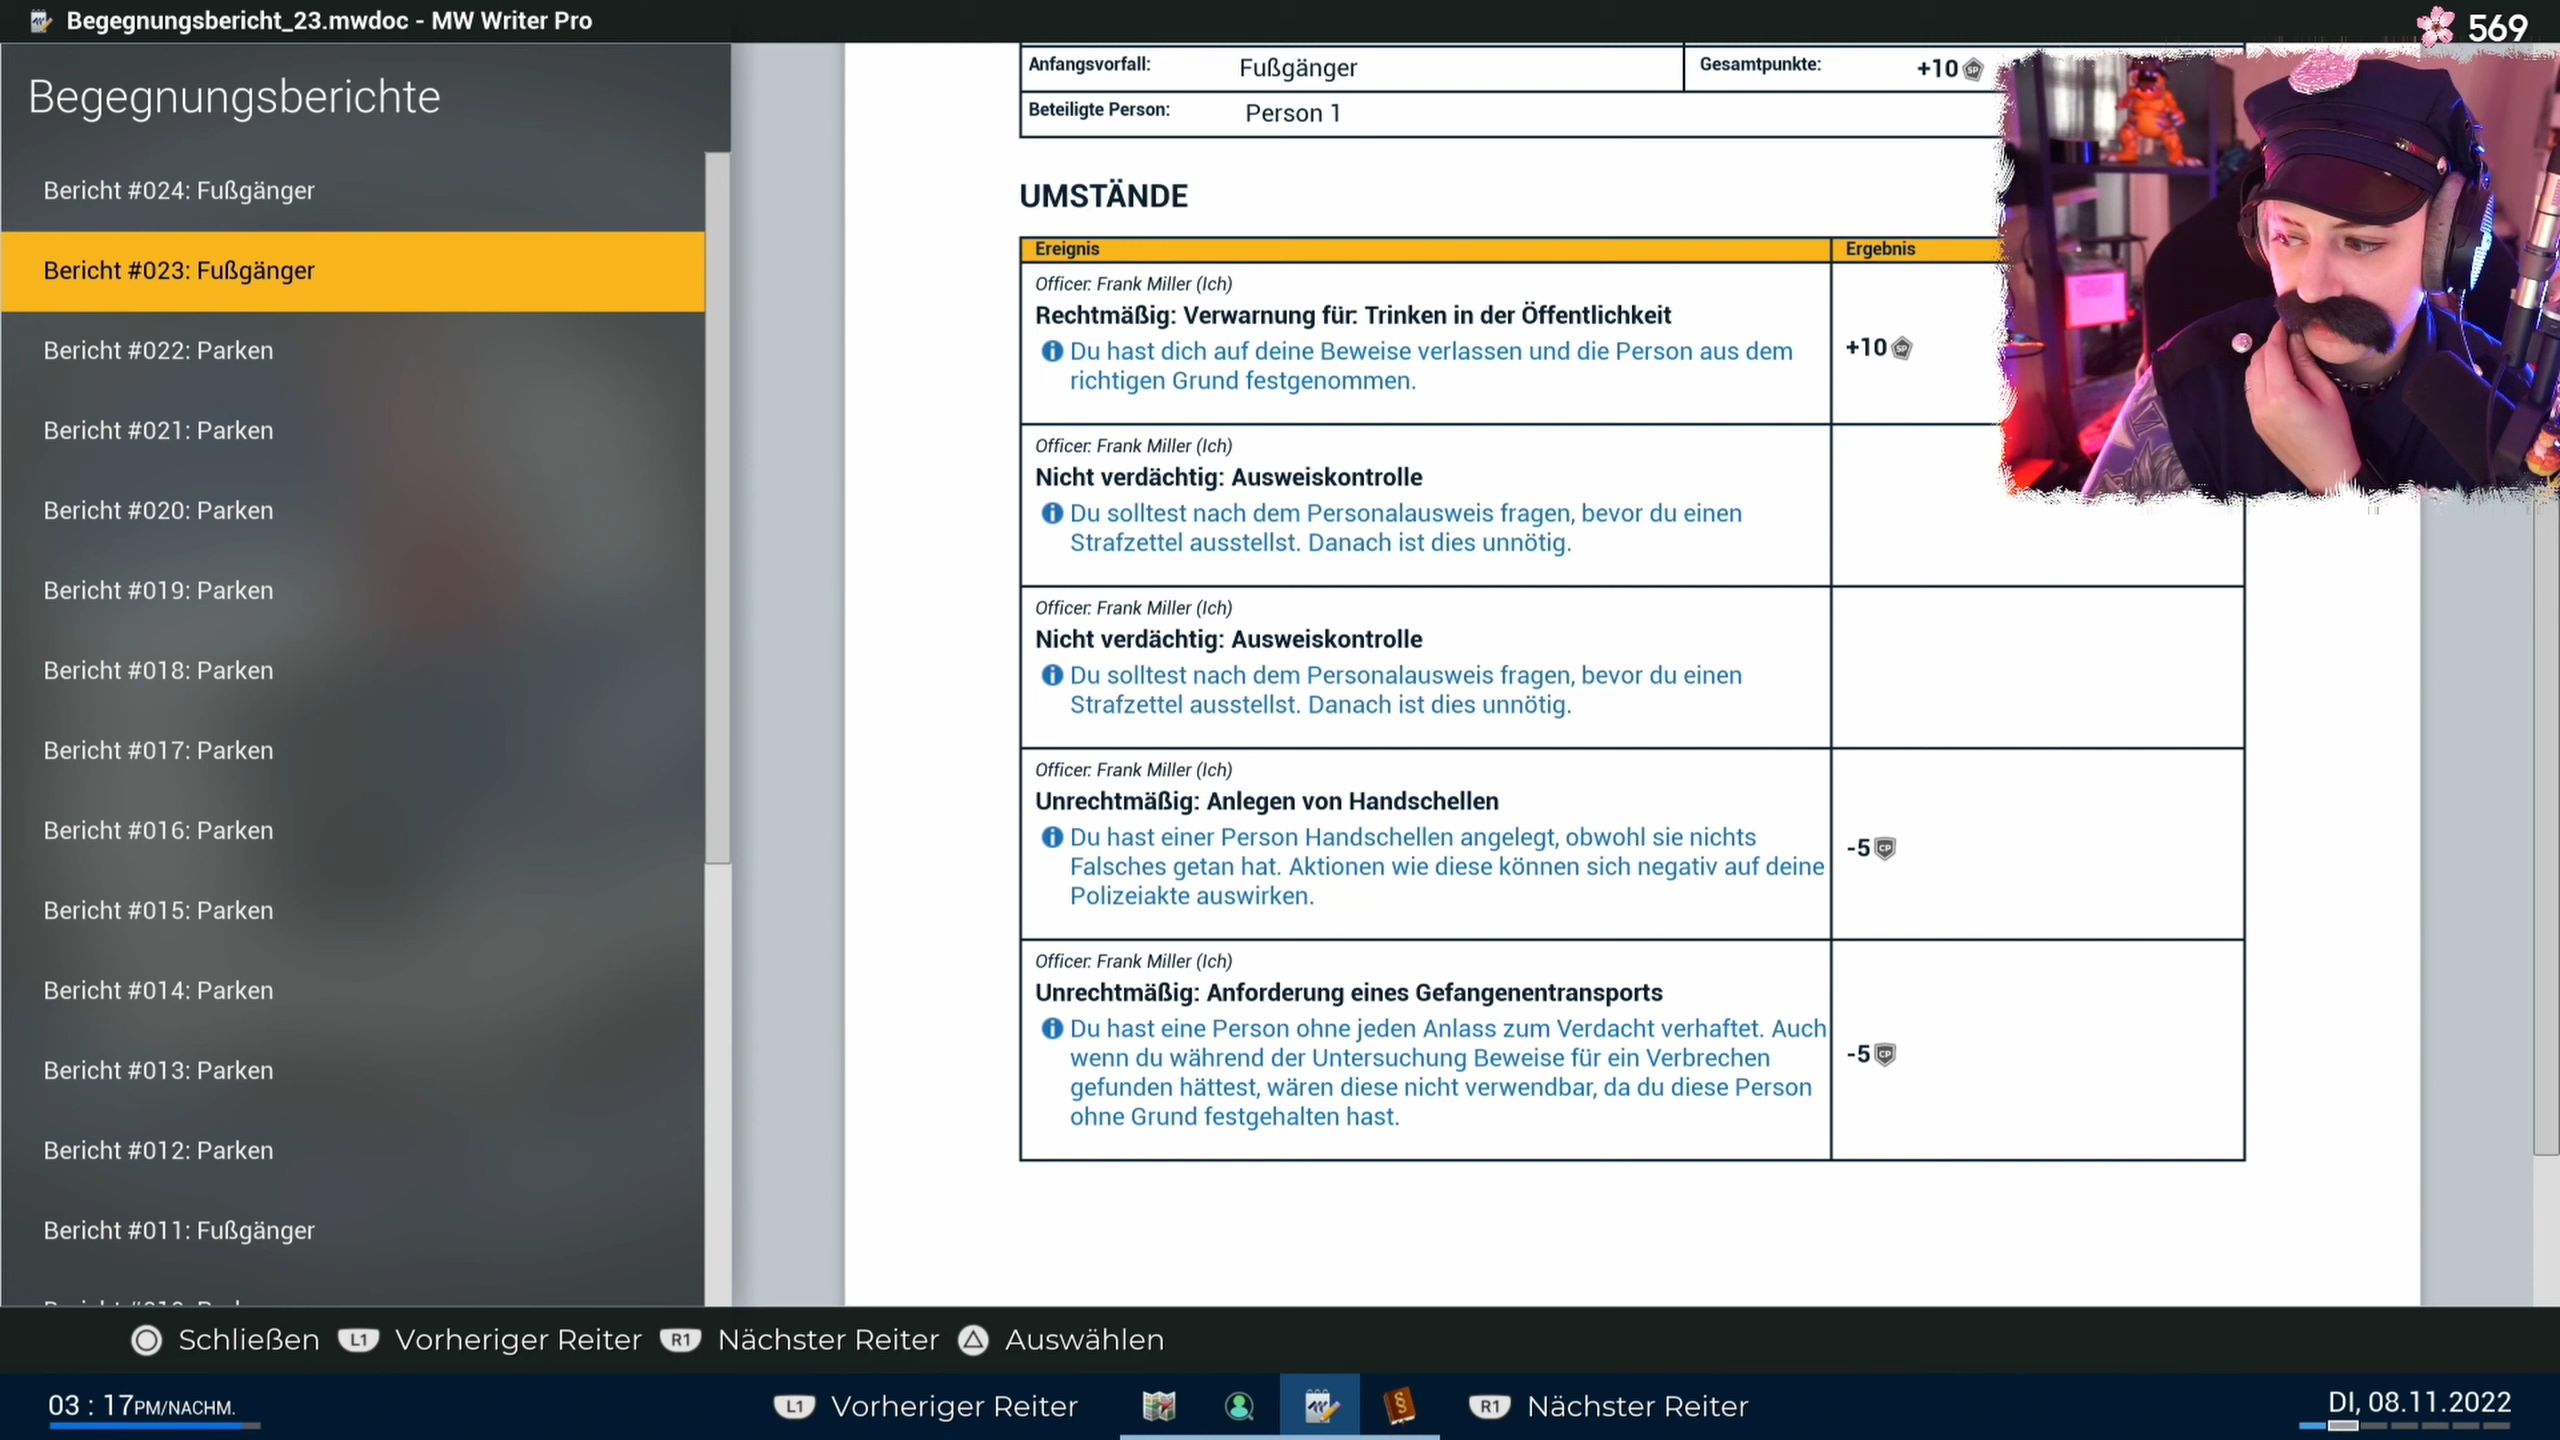 Begegnungsbericht_23.mwdoc - MW Writer Pro
569
Begegnungsberichte
Bericht #024: Fußgänger
Bericht #023: Fußgänger
Bericht #022: Parken
Bericht #021: Parken
Bericht #020: Parken
Bericht #019: Parken
Bericht #018: Parken
Bericht #017: Parken
Bericht #016: Parken
Bericht #015: Parken
Bericht #014: Parken
Bericht #013: Parken
Bericht #012: Parken
Bericht #011: Fußgänger
Anfangsvorfall: Fußgänger Gesamtpunkte: +10 SP
Beteiligte Person: Person 1
UMSTÄNDE
Ereignis Ergebnis
Officer: Frank Miller (Ich)
Rechtmäßig: Verwarnung für: Trinken in der Öffentlichkeit
Du hast dich auf deine Beweise verlassen und die Person aus dem
richtigen Grund festgenommen.
+10 SP
Officer: Frank Miller (Ich)
Nicht verdächtig: Ausweiskontrolle
Du solltest nach dem Personalausweis fragen, bevor du einen
Strafzettel ausstellst. Danach ist dies unnötig.
Officer: Frank Miller (Ich)
Nicht verdächtig: Ausweiskontrolle
Du solltest nach dem Personalausweis fragen, bevor du einen
Strafzettel ausstellst. Danach ist dies unnötig.
Officer: Frank Miller (Ich)
Unrechtmäßig: Anlegen von Handschellen
Du hast einer Person Handschellen angelegt, obwohl sie nichts
Falsches getan hat. Aktionen wie diese können sich negativ auf deine
Polizeiakte auswirken.
-5 CP
Officer: Frank Miller (Ich)
Unrechtmäßig: Anforderung eines Gefangenentransports
Du hast eine Person ohne jeden Anlass zum Verdacht verhaftet. Auch
wenn du während der Untersuchung Beweise für ein Verbrechen
gefunden hättest, wären diese nicht verwendbar, da du diese Person
ohne Grund festgehalten hast.
-5 CP
Schließen L1 Vorheriger Reiter R1 Nächster Reiter Auswählen
03 : 17PM/NACHM.
L1 Vorheriger Reiter § R1 Nächster Reiter
DI, 08.11.2022